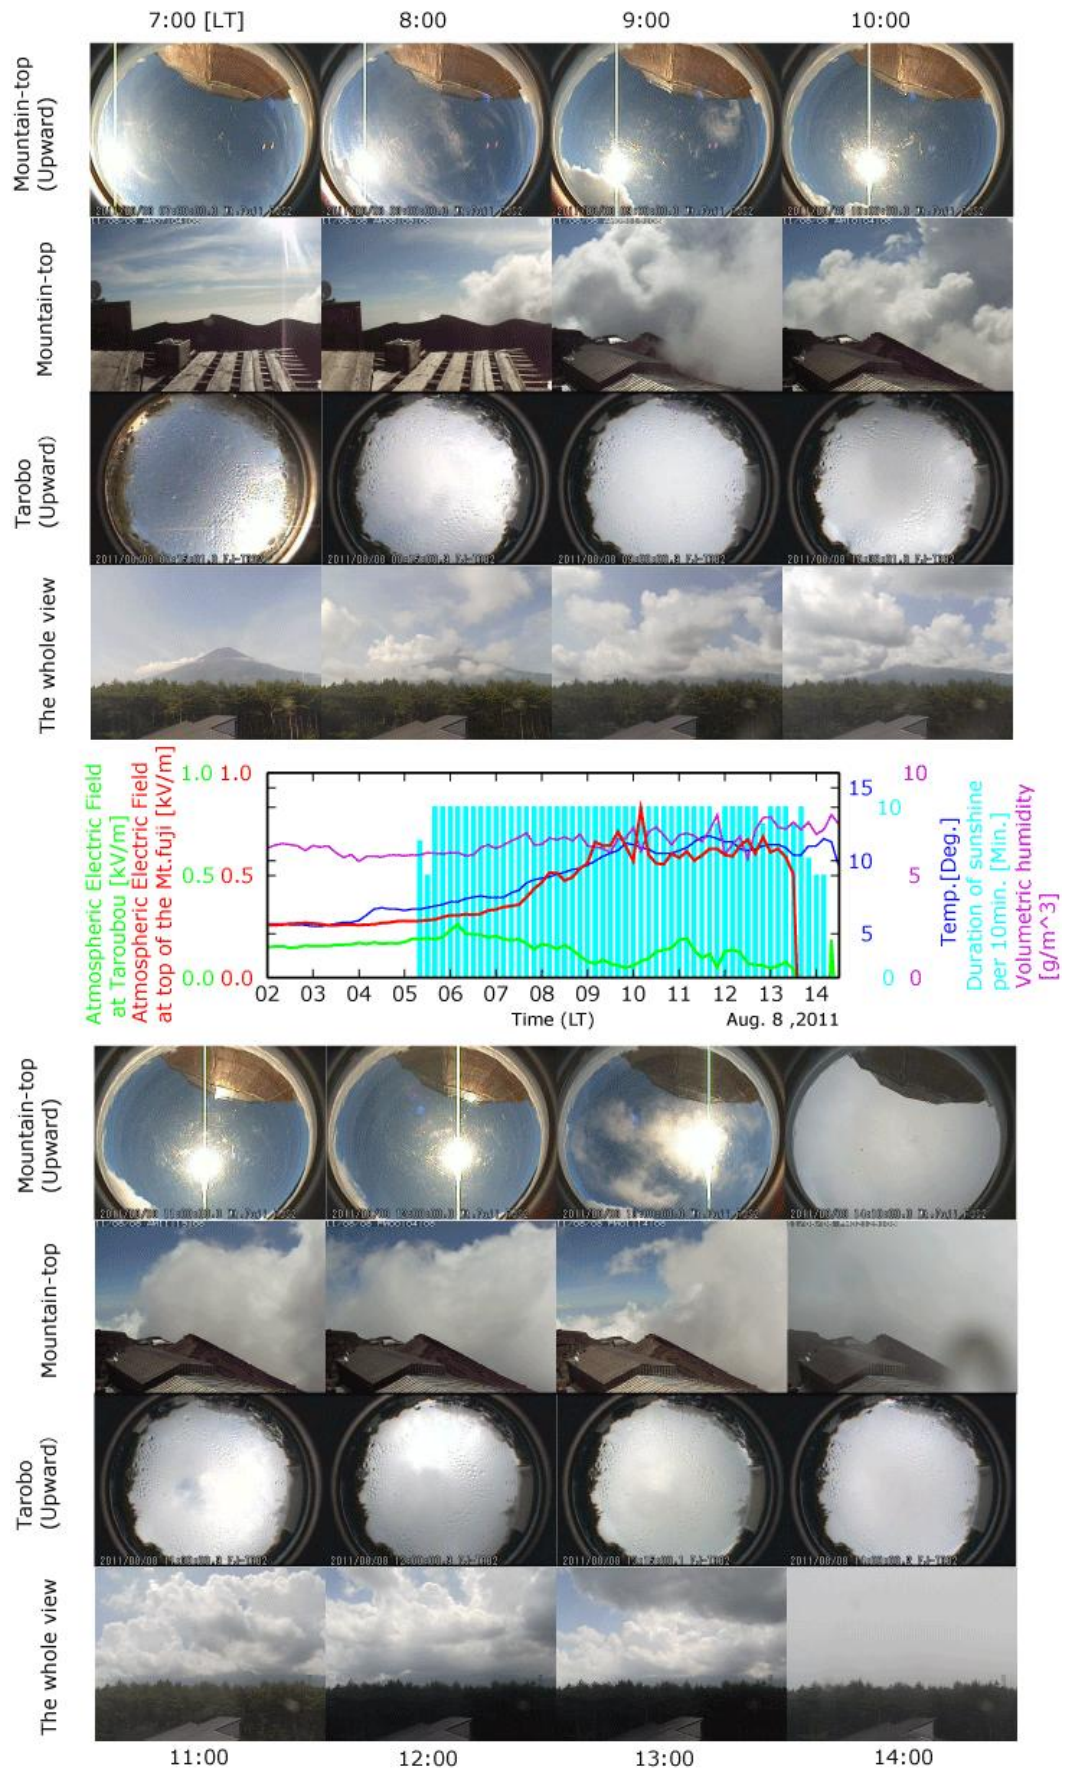 7:00 [LT]
8:00
9:00
10:00
Mountain-top
(Upward)
Mountain-top
Tarobo
(Upward)
The whole view
Atmospheric Electric Field
at Taroubou [kV/m]
Atmospheric Electric Field
at top of the Mt.fuji [kV/m]
1.0 1.0
0.5 0.5
0.0 0.0
15
10
5
10
0
10
5
0
Temp.[Deg.]
Duration of sunshine
per 10min. [Min.]
Volumetric humidity
[g/m^3]
02 03 04 05 06 07 08 09 10 11 12 13 14
Time (LT)
Aug. 8 ,2011
Mountain-top
(Upward)
Mountain-top
Tarobo
(Upward)
The whole view
11:00
12:00
13:00
14:00